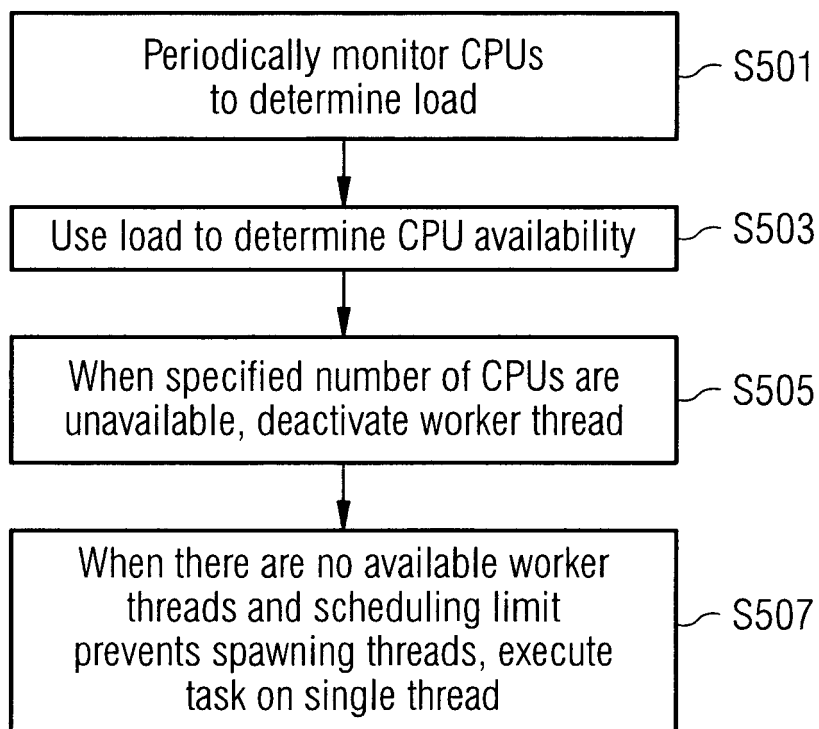 Periodically monitor CPUs
to determine load
S501
Use load to determine CPU availability
S503
When specified number of CPUs are
unavailable, deactivate worker thread
S505
When there are no available worker
threads and scheduling limit
prevents spawning threads, execute
task on single thread
S507